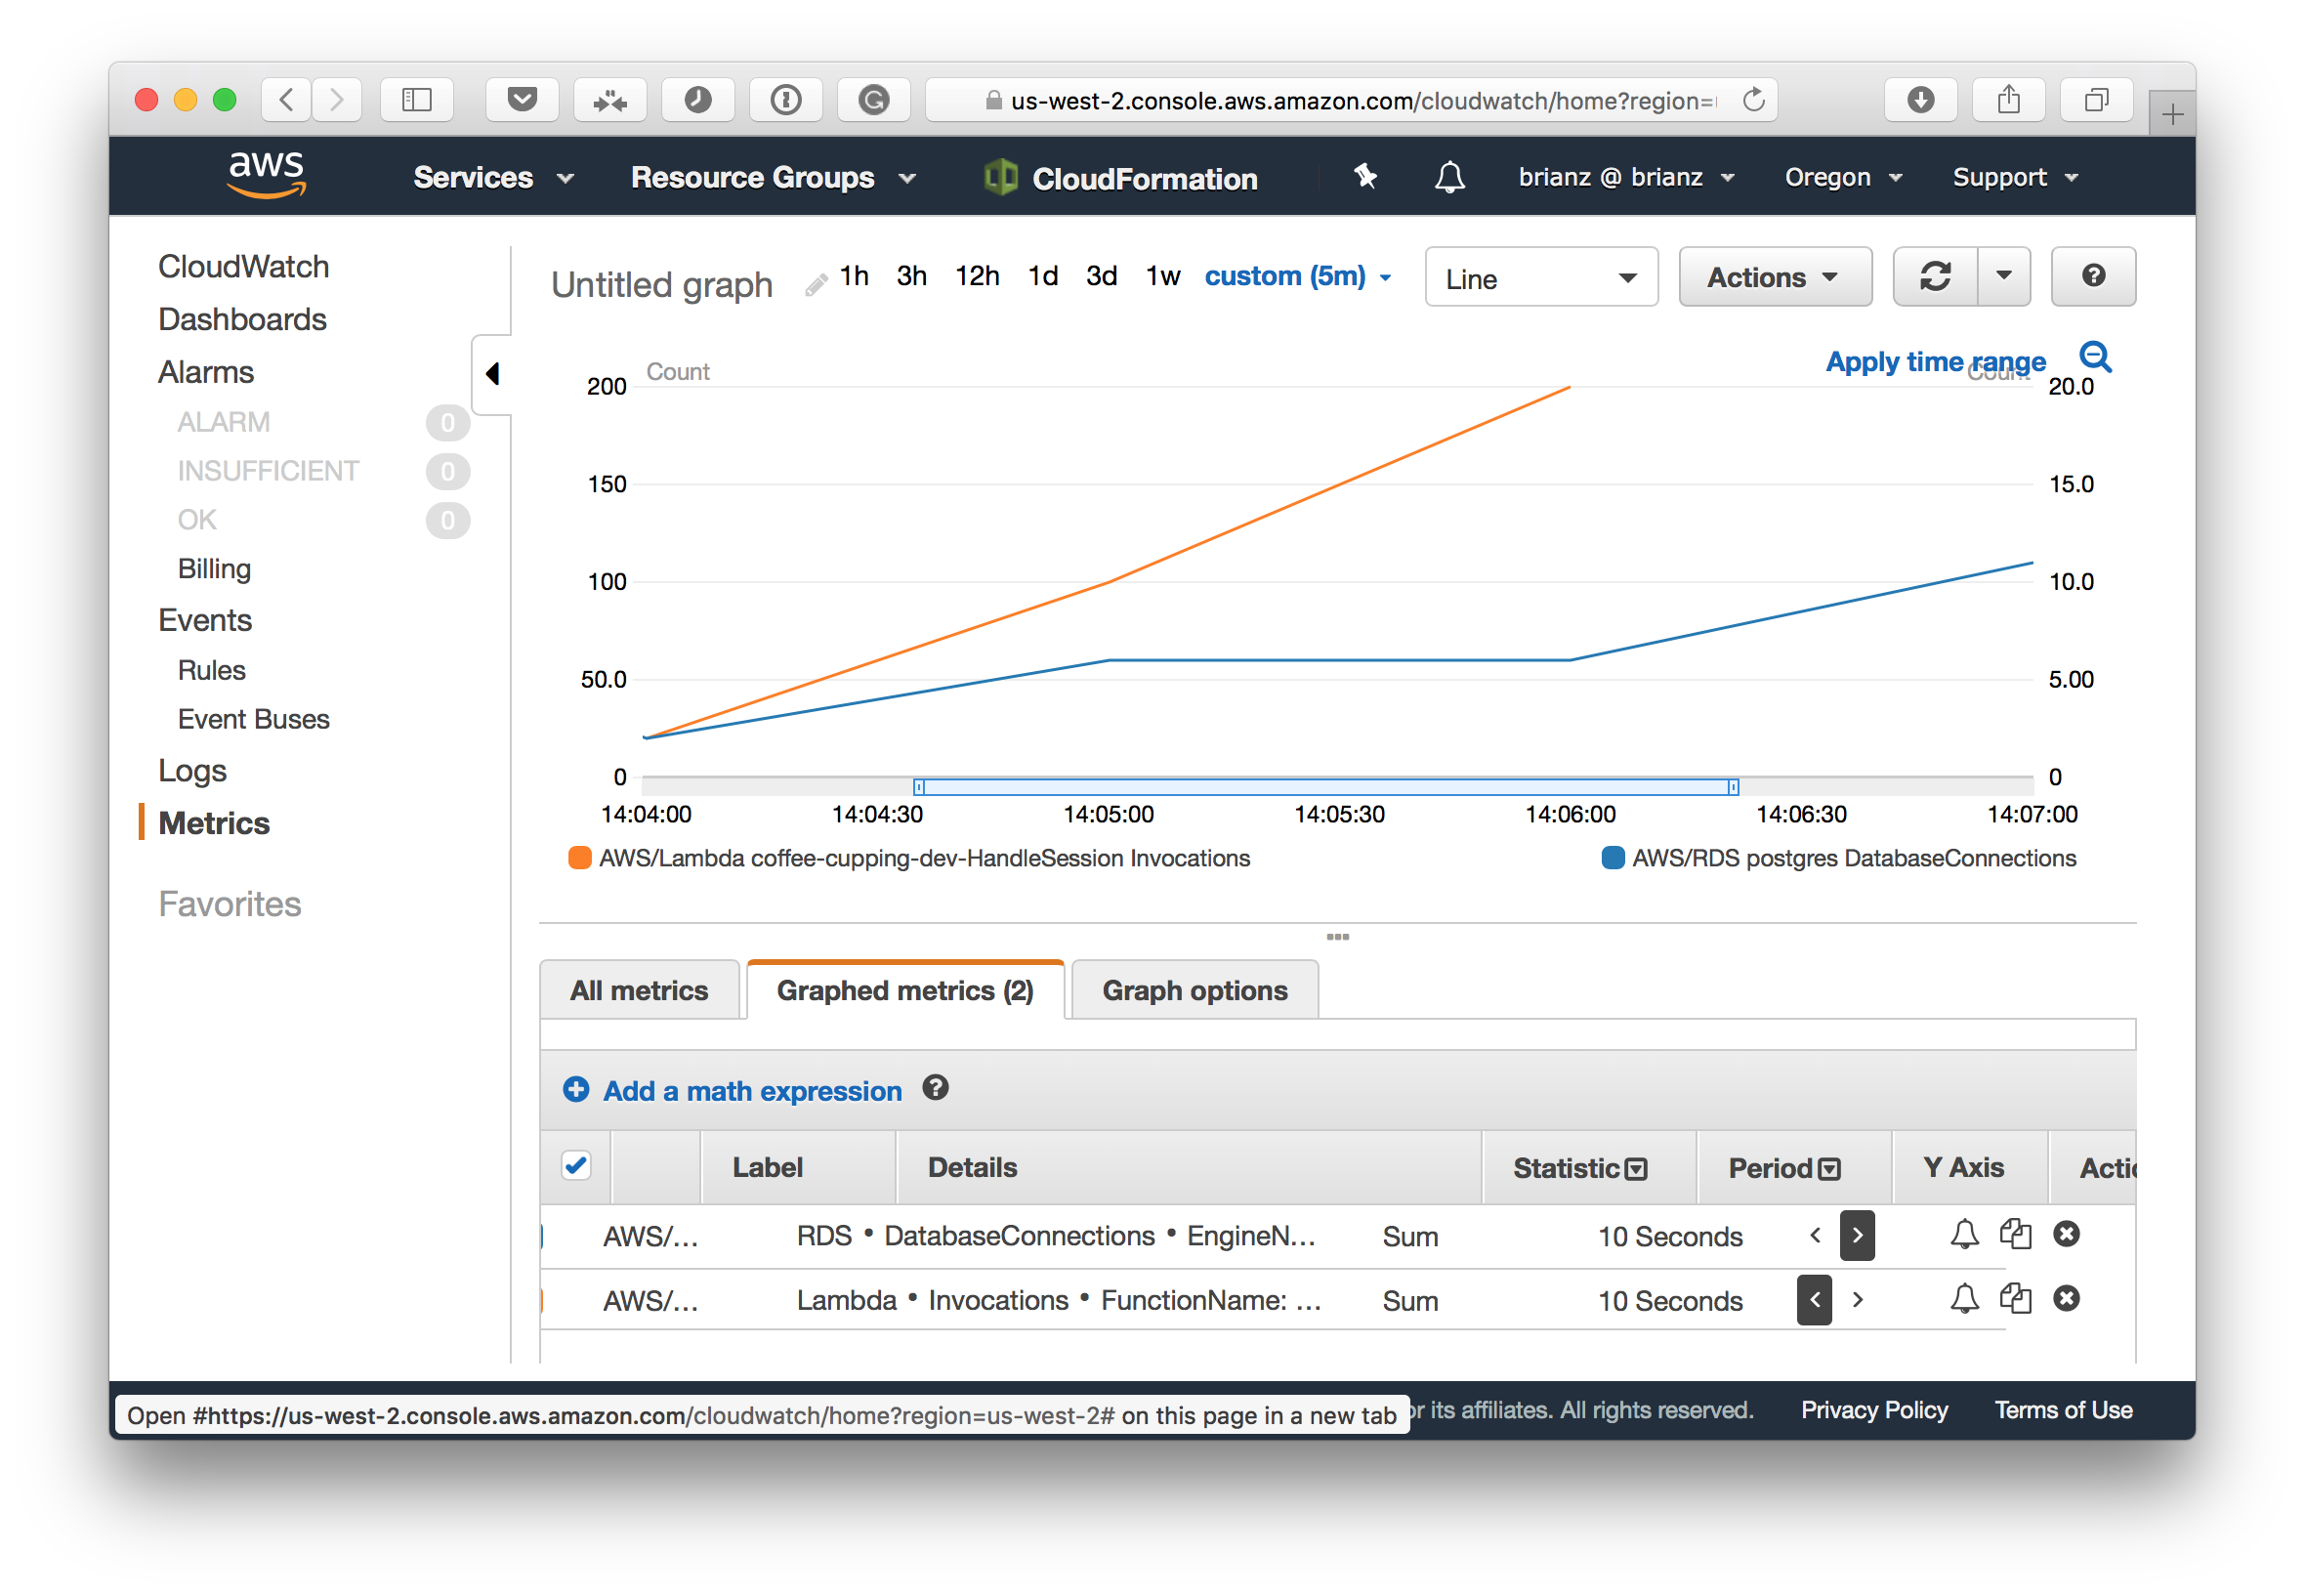 us-west-2.console.aws.amazon.com/cloudwatch/home?region=
aws
Services
Resource Groups
CloudFormation
brianz @ brianz
Oregon
Support
CloudWatch
Dashboards
Alarms
ALARM 0
INSUFFICIENT 0
OK 0
Billing
Events
Rules
Event Buses
Logs
Metrics
Favorites
Untitled graph
1h 3h 12h 1d 3d 1w custom (5m)
Line
Actions
Apply time range
Count
Count
200
150
100
50.0
0
20.0
15.0
10.0
5.00
0
14:04:00 14:04:30 14:05:00 14:05:30 14:06:00 14:06:30 14:07:00
AWS/Lambda coffee-cupping-dev-HandleSession Invocations
AWS/RDS postgres DatabaseConnections
All metrics
Graphed metrics (2)
Graph options
Add a math expression ?
Label Details Statistic Period Y Axis Actic
AWS/... RDS • DatabaseConnections • EngineN... Sum 10 Seconds < >
AWS/... Lambda • Invocations • FunctionName: ... Sum 10 Seconds < >
Open #https://us-west-2.console.aws.amazon.com/cloudwatch/home?region=us-west-2# on this page in a new tab
or its affiliates. All rights reserved.
Privacy Policy
Terms of Use